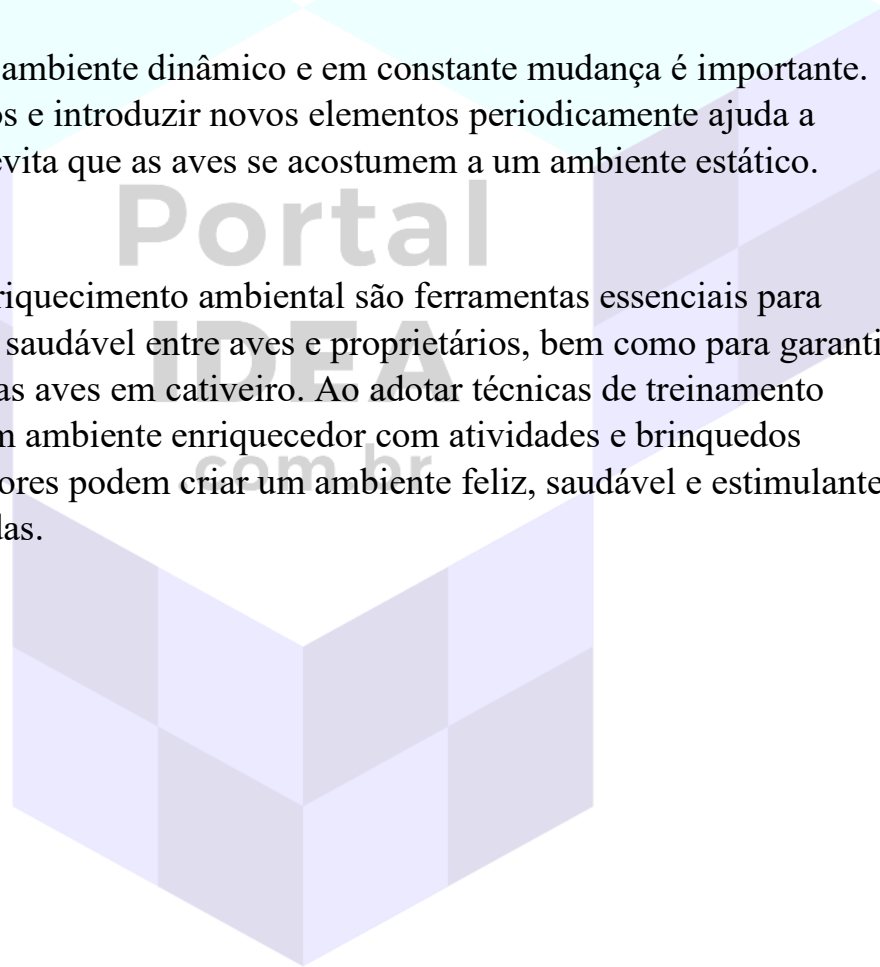 ambiente dinâmico e em constante mudança é importante.
os e introduzir novos elementos periodicamente ajuda a
evita que as aves se acostumem a um ambiente estático.
Portal
riquecimento ambiental são ferramentas essenciais para
IDEA
saudável entre aves e proprietários, bem como para garanti
as aves em cativeiro. Ao adotar técnicas de treinamento
m ambiente enriquecedor com atividades e brinquedos
.com.br
ores podem criar um ambiente feliz, saudável e estimulante
das.